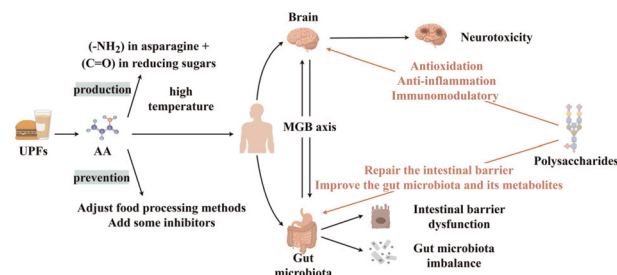 Brain
(-NH2) in asparagine +
(C=O) in reducing sugars
Neurotoxicity
Antioxidation
Anti-inflammation
Immunomodulatory
production
high
temperature
MGB axis
UPFs
AA
Polysaccharides
prevention
Repair the intestinal barrier
Improve the gut microbiota and its metabolites
Adjust food processing methods
Add some inhibitors
Intestinal barrier
dysfunction
Gut
microbiota
Gut microbiota
imbalance